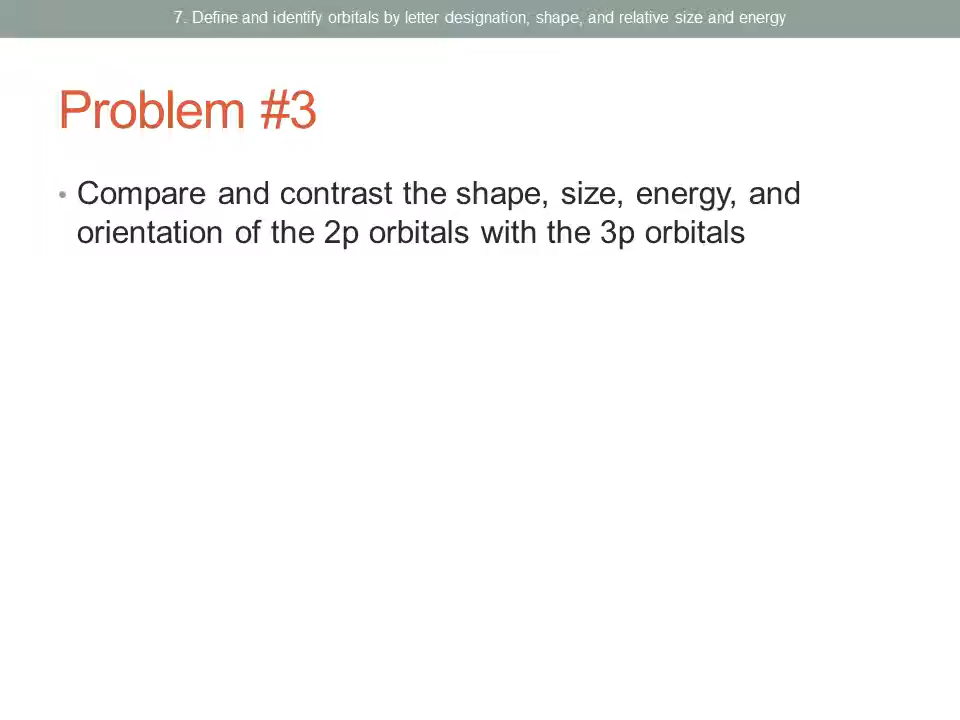 7. Define and identify orbitals by letter designation, shape, and relative size and energy
Problem #3
• Compare and contrast the shape, size, energy, and
orientation of the 2p orbitals with the 3p orbitals